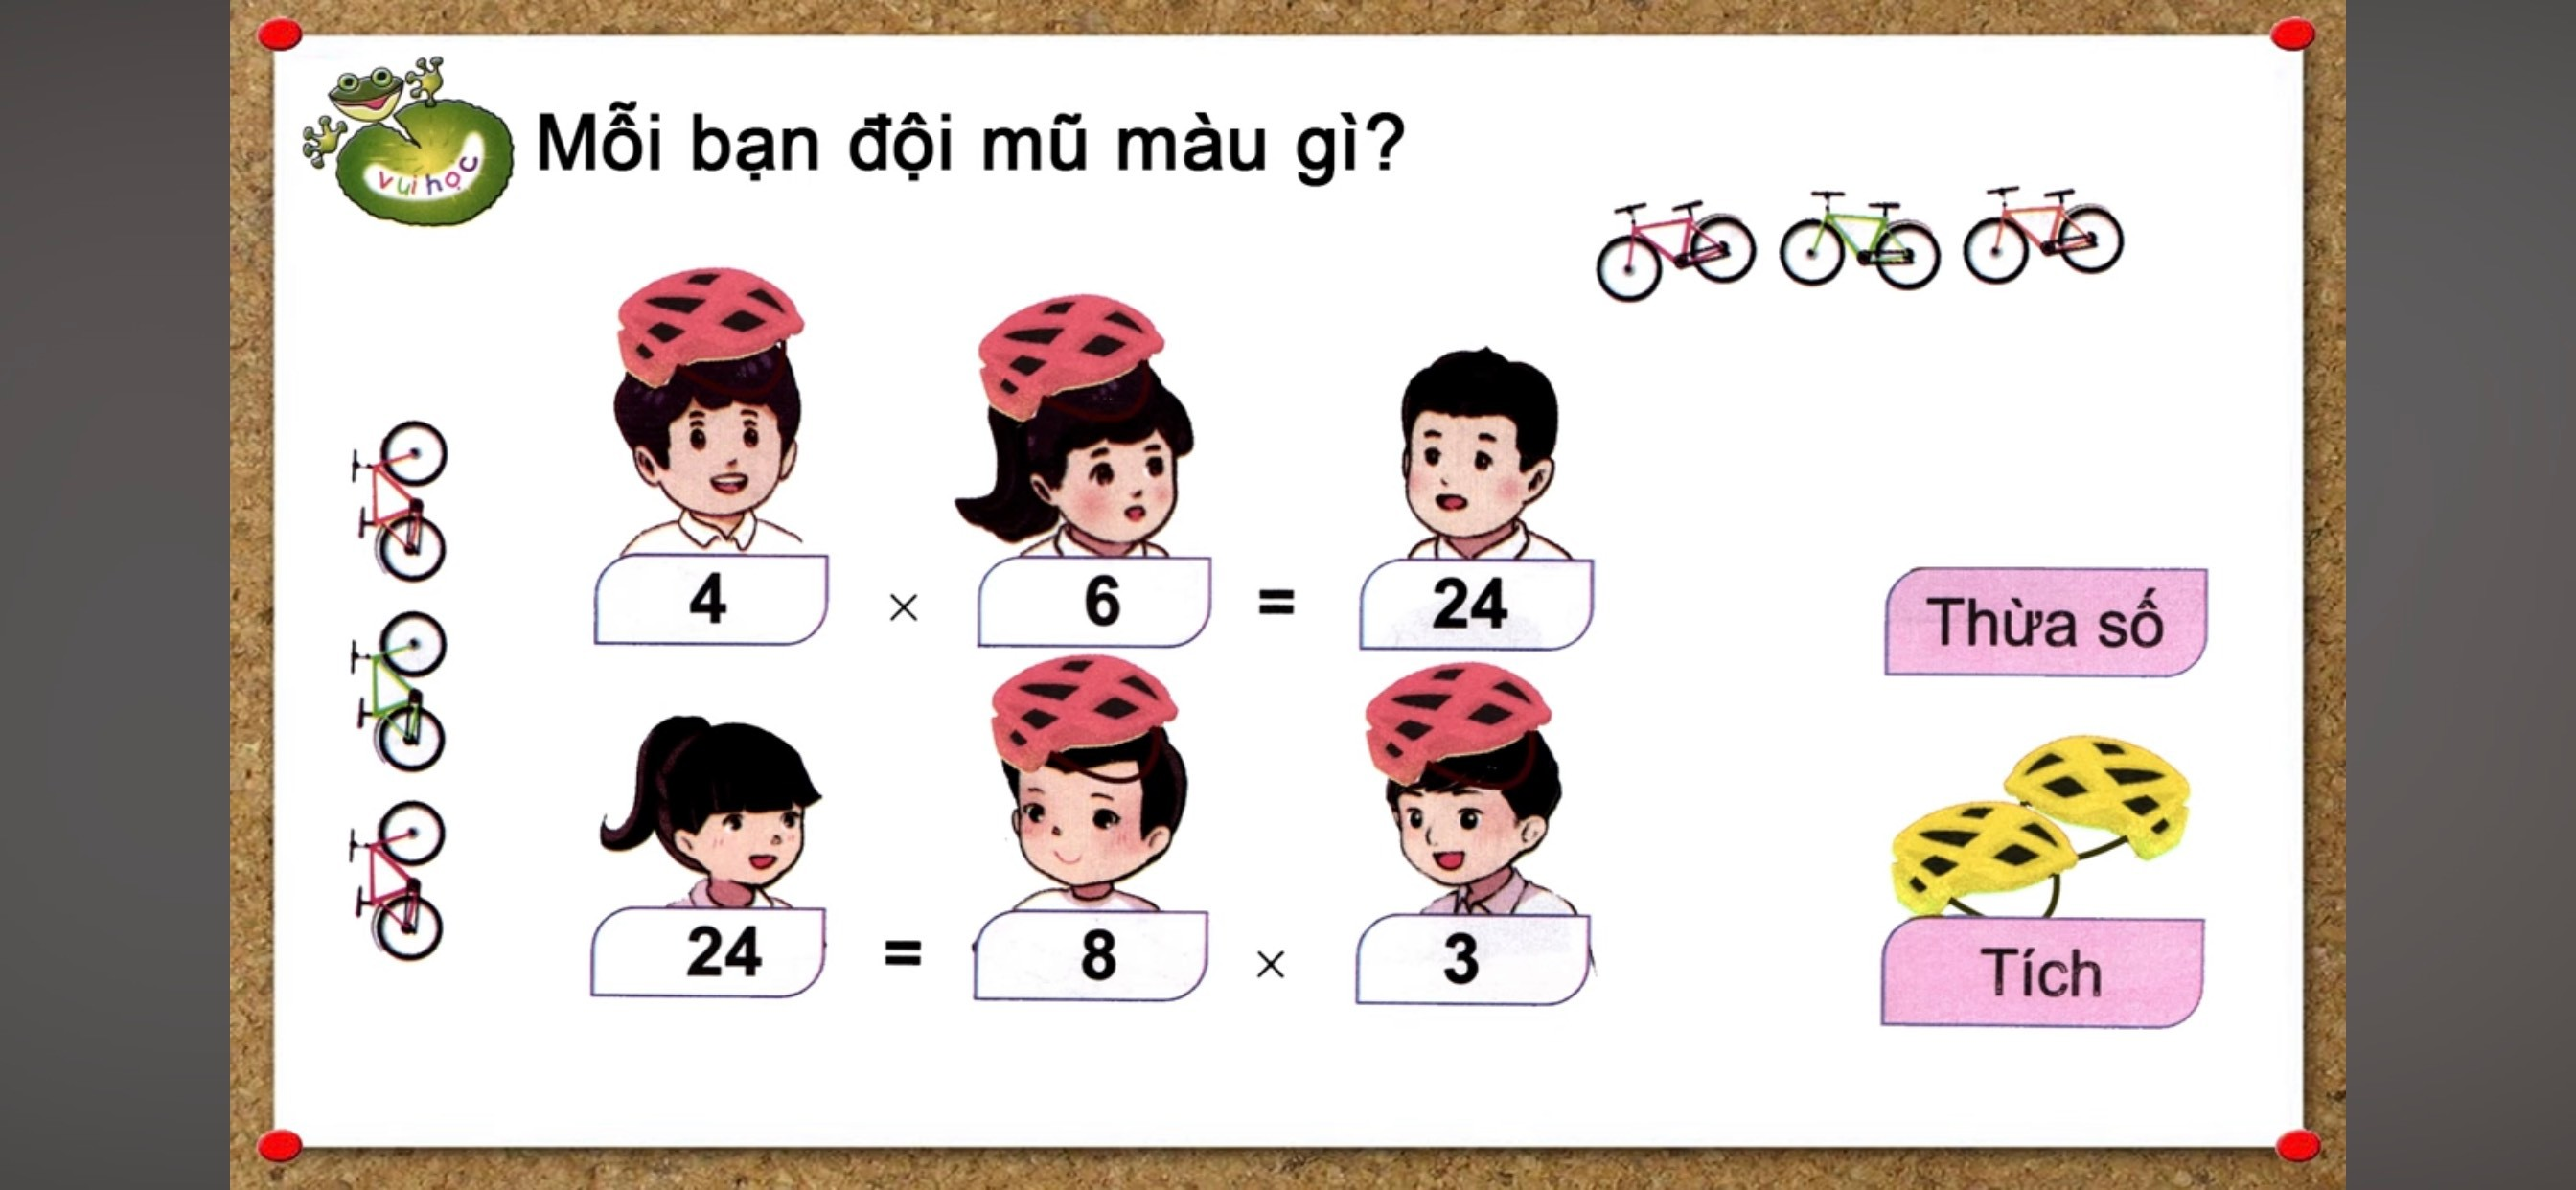 vui học
Mỗi bạn đội mũ màu gì?
4 × 6 = 24
Thừa số
24 = 8 × 3
Tích